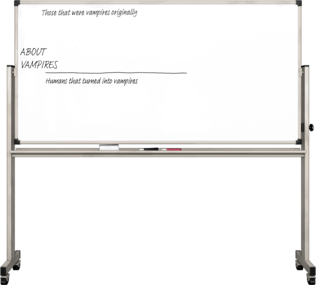 Those that were vampires originally
ABOUT
VAMPIRES
Humans that turned into vampires